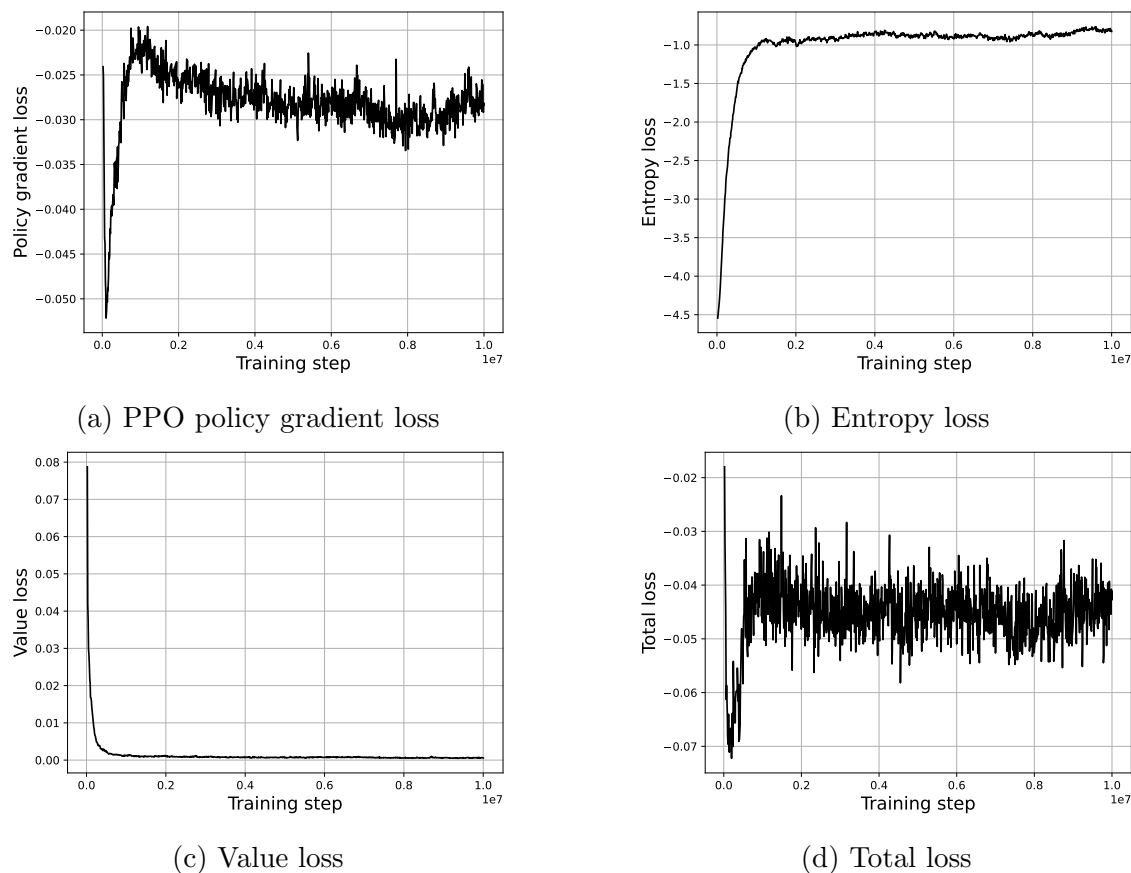 −0.020
−0.025
−0.030
−0.035
−0.040
−0.045
−0.050
Policy gradient loss
0.0 0.2 0.4 0.6 0.8 1.0
1e7
Training step
(a) PPO policy gradient loss
−1.0
−1.5
−2.0
−2.5
−3.0
−3.5
−4.0
−4.5
Entropy loss
0.0 0.2 0.4 0.6 0.8 1.0
1e7
Training step
(b) Entropy loss
0.08
0.07
0.06
0.05
0.04
0.03
0.02
0.01
0.00
Value loss
0.0 0.2 0.4 0.6 0.8 1.0
1e7
Training step
(c) Value loss
−0.02
−0.03
−0.04
−0.05
−0.06
−0.07
Total loss
0.0 0.2 0.4 0.6 0.8 1.0
1e7
Training step
(d) Total loss